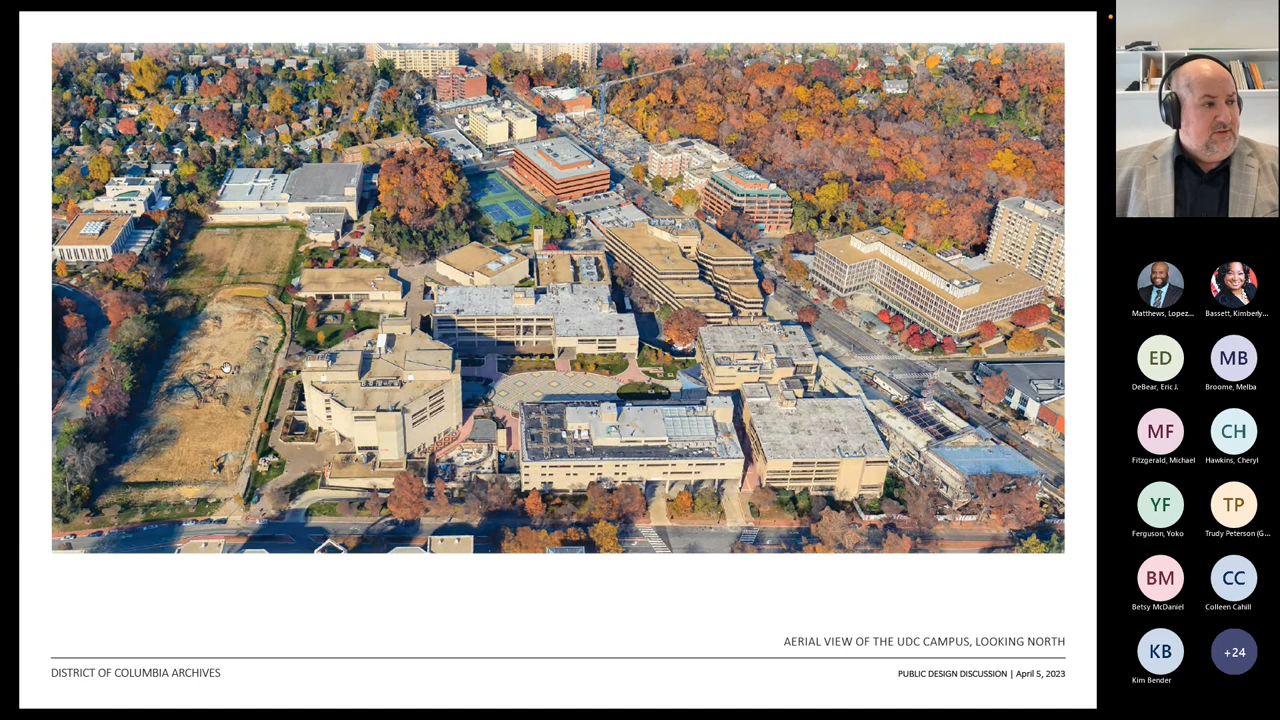 AERIAL VIEW OF THE UDC CAMPUS, LOOKING NORTH
DISTRICT OF COLUMBIA ARCHIVES
PUBLIC DESIGN DISCUSSION | April 5, 2023
Matthews, Lopez...
Bassett, Kimberly...
ED
MB
DeBear, Eric J.
Broome, Melba
MF
CH
Fitzgerald, Michael
Hawkins, Cheryl
YF
TP
Ferguson, Yoko
Trudy Peterson (G...
BM
CC
Betsy McDaniel
Colleen Cahill
KB
+24
Kim Bender